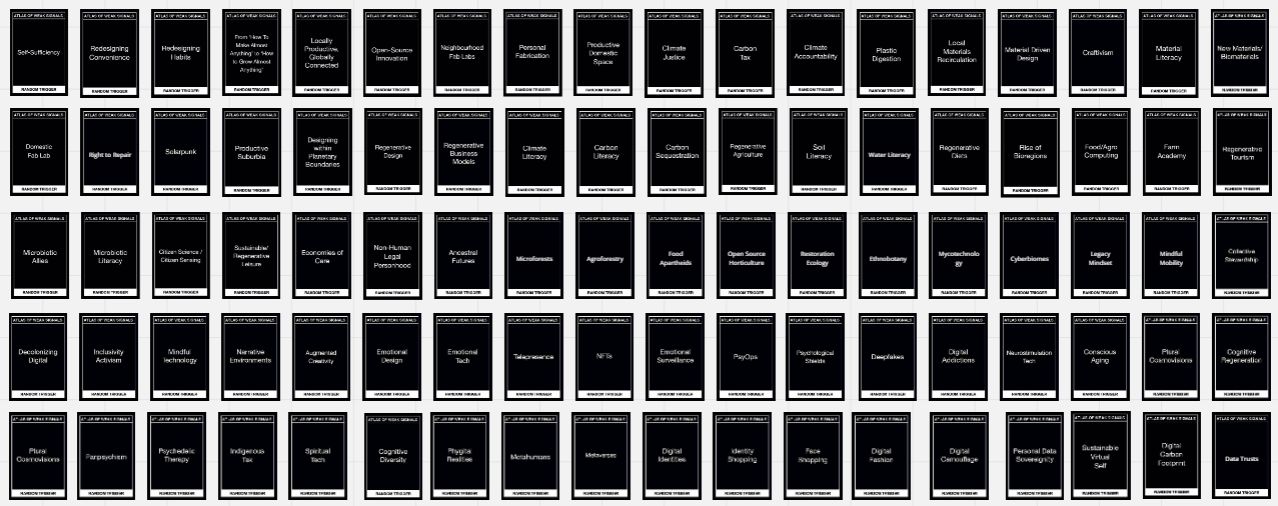 ATLAS OF WEAK SIGNALS
Self-Sufficiency
RANDOM TRIGGER
ATLAS OF WEAK SIGNALS
Redesigning
Convenience
RANDOM TRIGGER
ATLAS OF WEAK SIGNALS
Redesigning
Habits
RANDOM TRIGGER
ATLAS OF WEAK SIGNALS
From 'How To
Make Almost
Anything' to 'How
to Grow Almost
Anything'
RANDOM TRIGGER
ATLAS OF WEAK SIGNALS
Locally
Productive,
Globally
Connected
RANDOM TRIGGER
ATLAS OF WEAK SIGNALS
Open-Source
Innovation
RANDOM TRIGGER
ATLAS OF WEAK SIGNALS
Neighbourhood
Fab Labs
RANDOM TRIGGER
ATLAS OF WEAK SIGNALS
Personal
Fabrication
RANDOM TRIGGER
ATLAS OF WEAK SIGNALS
Productive
Domestic
Space
RANDOM TRIGGER
ATLAS OF WEAK SIGNALS
Climate
Justice
RANDOM TRIGGER
ATLAS OF WEAK SIGNALS
Carbon
Tax
RANDOM TRIGGER
ATLAS OF WEAK SIGNALS
Climate
Accountability
RANDOM TRIGGER
ATLAS OF WEAK SIGNALS
Plastic
Digestion
RANDOM TRIGGER
ATLAS OF WEAK SIGNALS
Local
Materials
Recirculation
RANDOM TRIGGER
ATLAS OF WEAK SIGNALS
Material Driven
Design
RANDOM TRIGGER
ATLAS OF WEAK SIGNALS
Craftivism
RANDOM TRIGGER
ATLAS OF WEAK SIGNALS
Material
Literacy
RANDOM TRIGGER
ATLAS OF WEAK SIGNALS
New Materials/
Biomaterials
RANDOM TRIGGER
ATLAS OF WEAK SIGNALS
Domestic
Fab Lab
RANDOM TRIGGER
ATLAS OF WEAK SIGNALS
Right to Repair
RANDOM TRIGGER
ATLAS OF WEAK SIGNALS
Solarpunk
RANDOM TRIGGER
ATLAS OF WEAK SIGNALS
Productive
Suburbia
RANDOM TRIGGER
ATLAS OF WEAK SIGNALS
Designing
within
Planetary
Boundaries
RANDOM TRIGGER
ATLAS OF WEAK SIGNALS
Regenerative
Design
RANDOM TRIGGER
ATLAS OF WEAK SIGNALS
Regenerative
Business
Models
RANDOM TRIGGER
ATLAS OF WEAK SIGNALS
Climate
Literacy
RANDOM TRIGGER
ATLAS OF WEAK SIGNALS
Carbon
Literacy
RANDOM TRIGGER
ATLAS OF WEAK SIGNALS
Carbon
Sequestration
RANDOM TRIGGER
ATLAS OF WEAK SIGNALS
Regenerative
Agriculture
RANDOM TRIGGER
ATLAS OF WEAK SIGNALS
Soil
Literacy
RANDOM TRIGGER
ATLAS OF WEAK SIGNALS
Water Literacy
RANDOM TRIGGER
ATLAS OF WEAK SIGNALS
Regenerative
Diets
RANDOM TRIGGER
ATLAS OF WEAK SIGNALS
Rise of
Bioregions
RANDOM TRIGGER
ATLAS OF WEAK SIGNALS
Food/Agro
Computing
RANDOM TRIGGER
ATLAS OF WEAK SIGNALS
Farm
Academy
RANDOM TRIGGER
ATLAS OF WEAK SIGNALS
Regenerative
Tourism
RANDOM TRIGGER
ATLAS OF WEAK SIGNALS
Microbiotic
Allies
RANDOM TRIGGER
ATLAS OF WEAK SIGNALS
Microbiotic
Literacy
RANDOM TRIGGER
ATLAS OF WEAK SIGNALS
Citizen Science /
Citizen Sensing
RANDOM TRIGGER
ATLAS OF WEAK SIGNALS
Sustainable/
Regenerative
Leisure
RANDOM TRIGGER
ATLAS OF WEAK SIGNALS
Economies of
Care
RANDOM TRIGGER
ATLAS OF WEAK SIGNALS
Non-Human
Legal
Personhood
RANDOM TRIGGER
ATLAS OF WEAK SIGNALS
Ancestral
Futures
RANDOM TRIGGER
ATLAS OF WEAK SIGNALS
Microforests
RANDOM TRIGGER
ATLAS OF WEAK SIGNALS
Agroforestry
RANDOM TRIGGER
ATLAS OF WEAK SIGNALS
Food
Apartheids
RANDOM TRIGGER
ATLAS OF WEAK SIGNALS
Open Source
Horticulture
RANDOM TRIGGER
ATLAS OF WEAK SIGNALS
Restoration
Ecology
RANDOM TRIGGER
ATLAS OF WEAK SIGNALS
Ethnobotany
RANDOM TRIGGER
ATLAS OF WEAK SIGNALS
Mycotechnolo
gy
RANDOM TRIGGER
ATLAS OF WEAK SIGNALS
Cyberbiomes
RANDOM TRIGGER
ATLAS OF WEAK SIGNALS
Legacy
Mindset
RANDOM TRIGGER
ATLAS OF WEAK SIGNALS
Mindful
Mobility
RANDOM TRIGGER
ATLAS OF WEAK SIGNALS
Collective
Stewardship
RANDOM TRIGGER
ATLAS OF WEAK SIGNALS
Decolonizing
Digital
RANDOM TRIGGER
ATLAS OF WEAK SIGNALS
Inclusivity
Activism
RANDOM TRIGGER
ATLAS OF WEAK SIGNALS
Mindful
Technology
RANDOM TRIGGER
ATLAS OF WEAK SIGNALS
Narrative
Environments
RANDOM TRIGGER
ATLAS OF WEAK SIGNALS
Augmented
Creativity
RANDOM TRIGGER
ATLAS OF WEAK SIGNALS
Emotional
Design
RANDOM TRIGGER
ATLAS OF WEAK SIGNALS
Emotional
Tech
RANDOM TRIGGER
ATLAS OF WEAK SIGNALS
Telepresence
RANDOM TRIGGER
ATLAS OF WEAK SIGNALS
NFTs
RANDOM TRIGGER
ATLAS OF WEAK SIGNALS
Emotional
Surveillance
RANDOM TRIGGER
ATLAS OF WEAK SIGNALS
PsyOps
RANDOM TRIGGER
ATLAS OF WEAK SIGNALS
Psychological
Shields
RANDOM TRIGGER
ATLAS OF WEAK SIGNALS
Deepfakes
RANDOM TRIGGER
ATLAS OF WEAK SIGNALS
Digital
Addictions
RANDOM TRIGGER
ATLAS OF WEAK SIGNALS
Neurostimulation
Tech
RANDOM TRIGGER
ATLAS OF WEAK SIGNALS
Conscious
Aging
RANDOM TRIGGER
ATLAS OF WEAK SIGNALS
Plural
Cosmovisions
RANDOM TRIGGER
ATLAS OF WEAK SIGNALS
Cognitive
Regeneration
RANDOM TRIGGER
ATLAS OF WEAK SIGNALS
Plural
Cosmovisions
RANDOM TRIGGER
ATLAS OF WEAK SIGNALS
Panpsychism
RANDOM TRIGGER
ATLAS OF WEAK SIGNALS
Psychedelic
Therapy
RANDOM TRIGGER
ATLAS OF WEAK SIGNALS
Indigenous
Tax
RANDOM TRIGGER
ATLAS OF WEAK SIGNALS
Spiritual
Tech
RANDOM TRIGGER
ATLAS OF WEAK SIGNALS
Cognitive
Diversity
RANDOM TRIGGER
ATLAS OF WEAK SIGNALS
Phygital
Realities
RANDOM TRIGGER
ATLAS OF WEAK SIGNALS
Metahumans
RANDOM TRIGGER
ATLAS OF WEAK SIGNALS
Metaverses
RANDOM TRIGGER
ATLAS OF WEAK SIGNALS
Digital
Identities
RANDOM TRIGGER
ATLAS OF WEAK SIGNALS
Identity
Shopping
RANDOM TRIGGER
ATLAS OF WEAK SIGNALS
Face
Shopping
RANDOM TRIGGER
ATLAS OF WEAK SIGNALS
Digital
Fashion
RANDOM TRIGGER
ATLAS OF WEAK SIGNALS
Digital
Camouflage
RANDOM TRIGGER
ATLAS OF WEAK SIGNALS
Personal Data
Sovereignty
RANDOM TRIGGER
ATLAS OF WEAK SIGNALS
Sustainable
Virtual
Self
RANDOM TRIGGER
ATLAS OF WEAK SIGNALS
Digital
Carbon
Footprint
RANDOM TRIGGER
ATLAS OF WEAK SIGNALS
Data Trusts
RANDOM TRIGGER